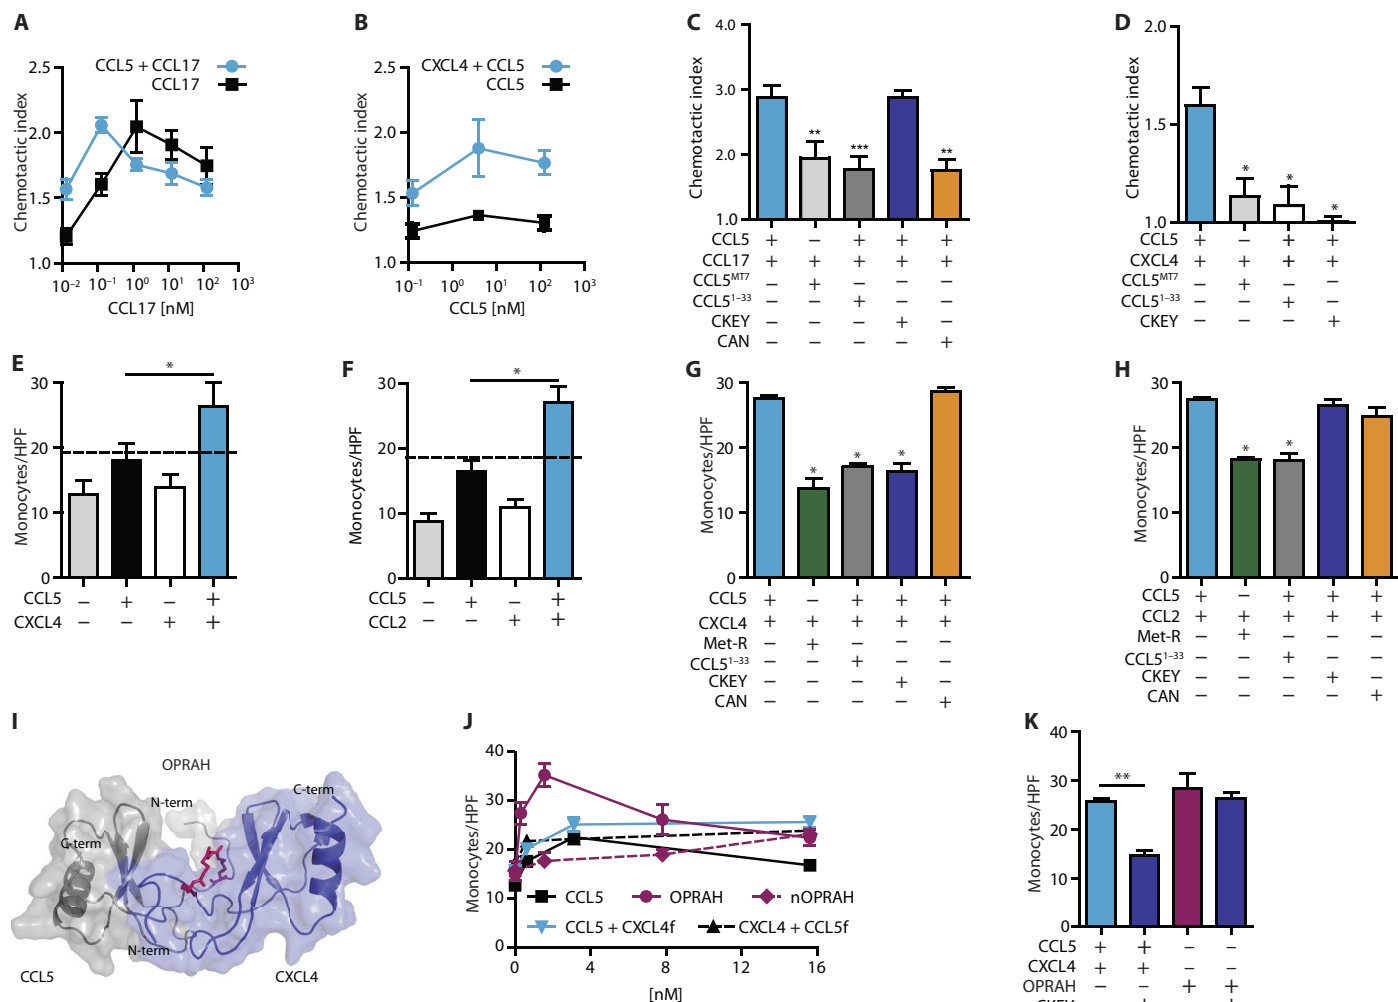 A
CCL5 + CCL17
CCL17
Chemotactic index
2.5
2.0
1.5
1.0
10⁻² 10⁻¹ 10⁰ 10¹ 10² 10³
CCL17 [nM]
B
CXCL4 + CCL5
CCL5
Chemotactic index
2.5
2.0
1.5
1.0
10⁻¹ 10⁰ 10¹ 10² 10³
CCL5 [nM]
C
Chemotactic index
4.0
3.0
2.0
1.0
** *** **
CCL5 + – + + +
CCL17 + + + + +
CCL5ᴹᵀ⁷ – + – – –
CCL5¹⁻³³ – – + – –
CKEY – – – + –
CAN – – – – +
D
Chemotactic index
2.0
1.5
1.0
* * *
CCL5 + – + +
CXCL4 + + + +
CCL5ᴹᵀ⁷ – + – –
CCL5¹⁻³³ – – + –
CKEY – – – +
E
Monocytes/HPF
30
20
10
0
*
CCL5 – + – +
CXCL4 – – + +
F
Monocytes/HPF
30
20
10
0
*
CCL5 – + – +
CCL2 – – + +
G
Monocytes/HPF
30
20
10
0
* * *
CCL5 + – + + +
CXCL4 + + + + +
Met-R – + – – –
CCL5¹⁻³³ – – + – –
CKEY – – – + –
CAN – – – – +
H
Monocytes/HPF
30
20
10
0
* *
CCL5 + – + + +
CCL2 + + + + +
Met-R – + – – –
CCL5¹⁻³³ – – + – –
CKEY – – – + –
CAN – – – – +
I
OPRAH
N-term
C-term
C-term
N-term
CCL5
CXCL4
J
Monocytes/HPF
40
30
20
10
0
CCL5 OPRAH nOPRAH
CCL5 + CXCL4f CXCL4 + CCL5f
0 4 8 12 16
[nM]
K
Monocytes/HPF
40
30
20
10
0
**
CCL5 + + – –
CXCL4 + + – –
OPRAH – – + +